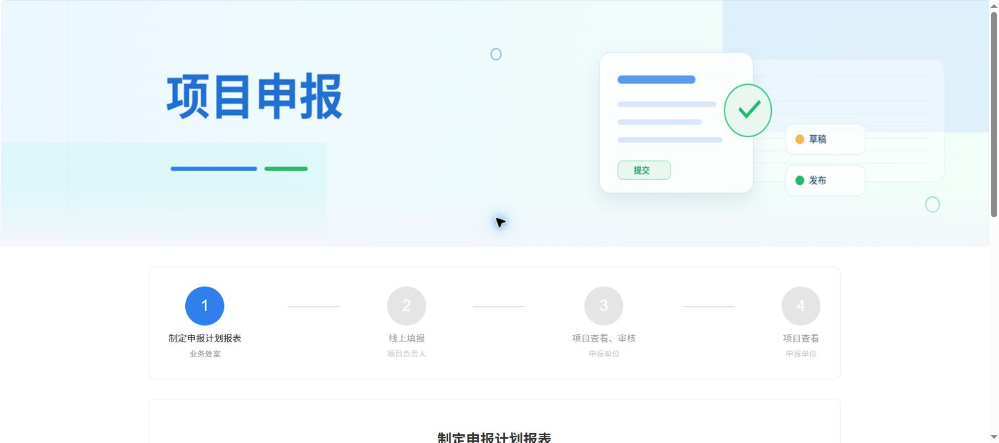 项目申报
提交
草稿
发布
1
2
3
4
制定申报计划报表
线上填报
项目查看、审核
项目查看
业务处室
项目负责人
申报单位
申报单位
制定申报计划报表